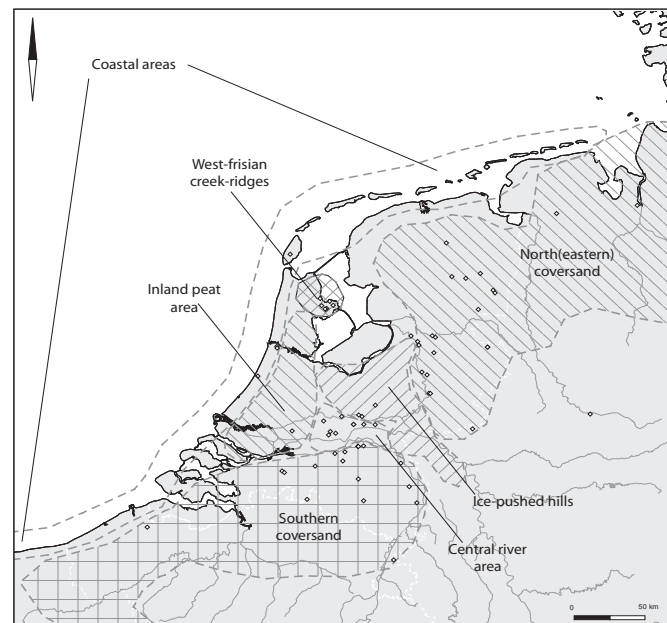 Coastal areas
West-frisian
creek-ridges
North(eastern)
coversand
Inland peat
area
Ice-pushed hills
Southern
coversand
Central river
area
0 50 km